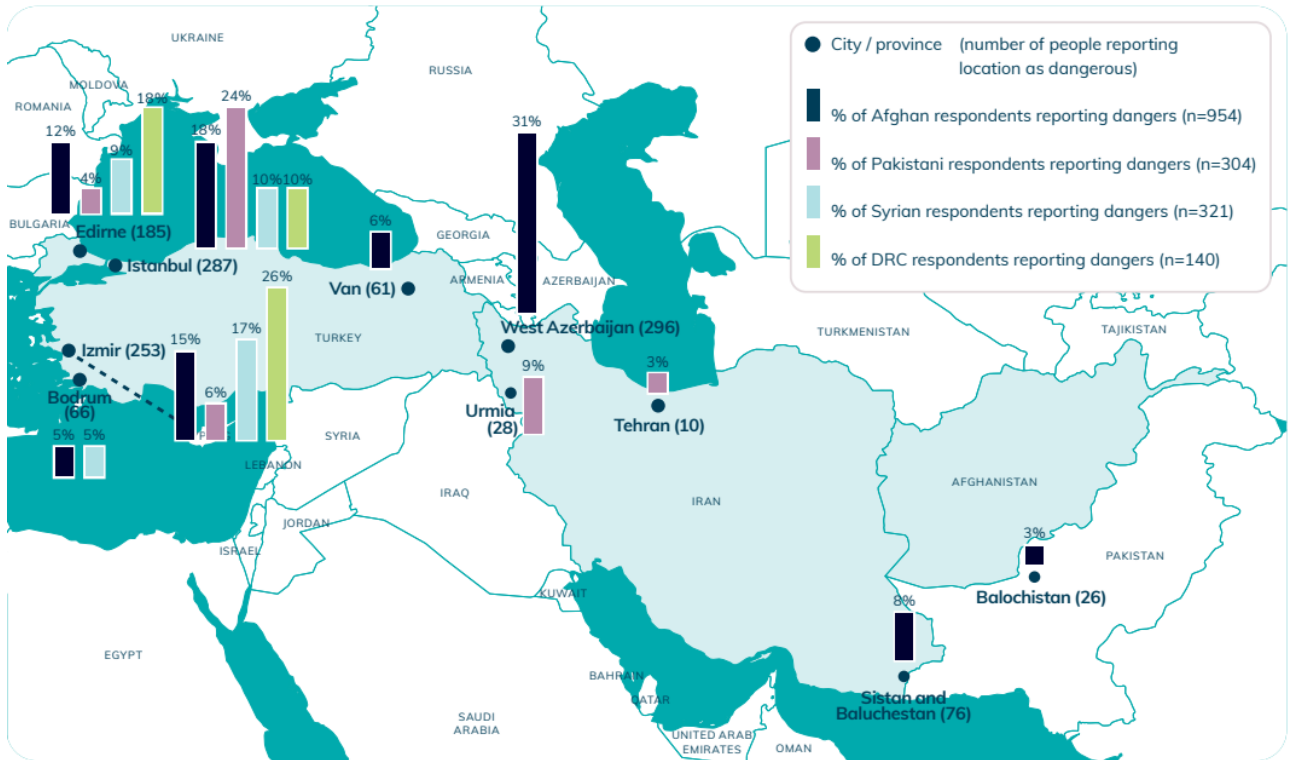 UKRAINE
RUSSIA
MOLDOVA
ROMANIA
City / province (number of people reporting
location as dangerous)
% of Afghan respondents reporting dangers (n=954)
% of Pakistani respondents reporting dangers (n=304)
% of Syrian respondents reporting dangers (n=321)
% of DRC respondents reporting dangers (n=140)
12%
4%
9%
18%
18%
24%
10%
10%
BULGARIA
Edirne (185)
Istanbul (287)
6%
Van (61)
GEORGIA
ARMENIA
AZERBAIJAN
31%
West Azerbaijan (296)
TURKMENISTAN
TAJIKISTAN
TURKEY
Izmir (253)
15%
6%
17%
26%
Bodrum
(66)
5%
5%
9%
Urmia
(28)
3%
Tehran (10)
SYRIA
LEBANON
IRAQ
IRAN
AFGHANISTAN
JORDAN
ISRAEL
3%
Balochistan (26)
PAKISTAN
KUWAIT
8%
Sistan and
Baluchestan (76)
EGYPT
BAHRAIN
QATAR
SAUDI
ARABIA
UNITED ARAB
EMIRATES
OMAN